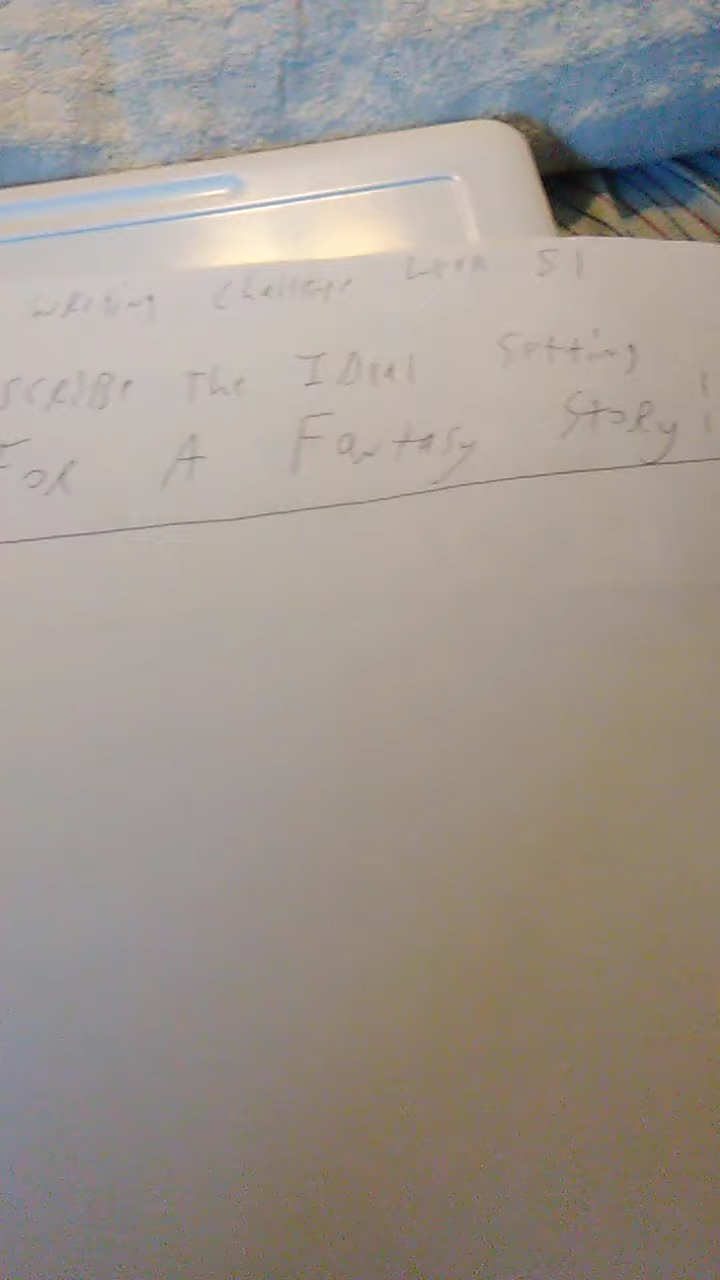 Writing Challenge Week 51
SCRIBE The IDeal Setting
FOR A Fantasy StoRy!!